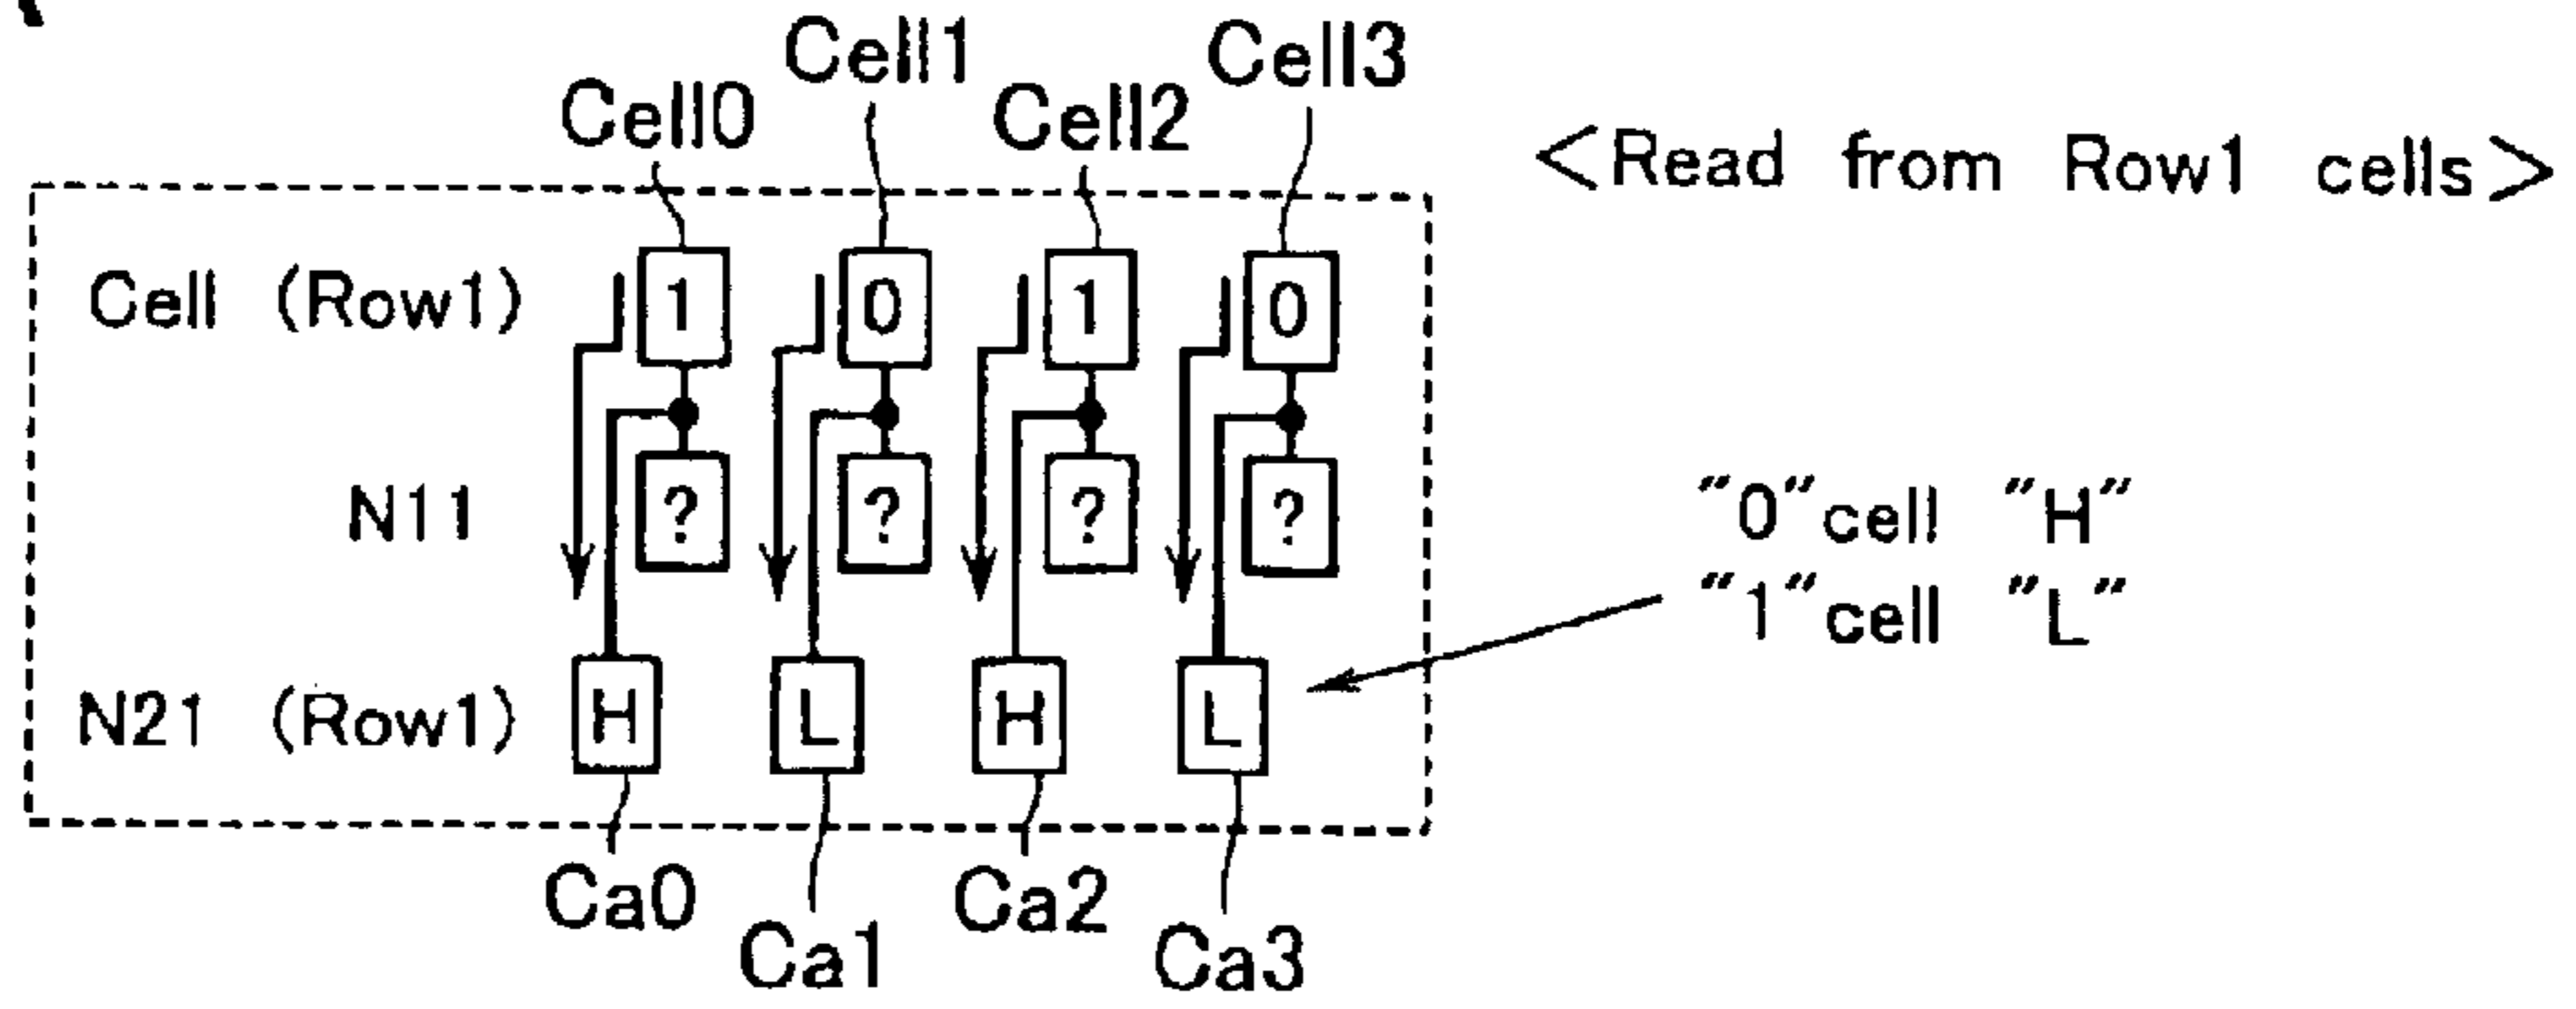 Cell0 Cell1 Cell2 Cell3
<Read from Row1 cells>
Cell (Row1) 1 0 1 0
N11 ? ? ? ?
"0"cell "H"
"1"cell "L"
N21 (Row1) H L H L
Ca0 Ca1 Ca2 Ca3